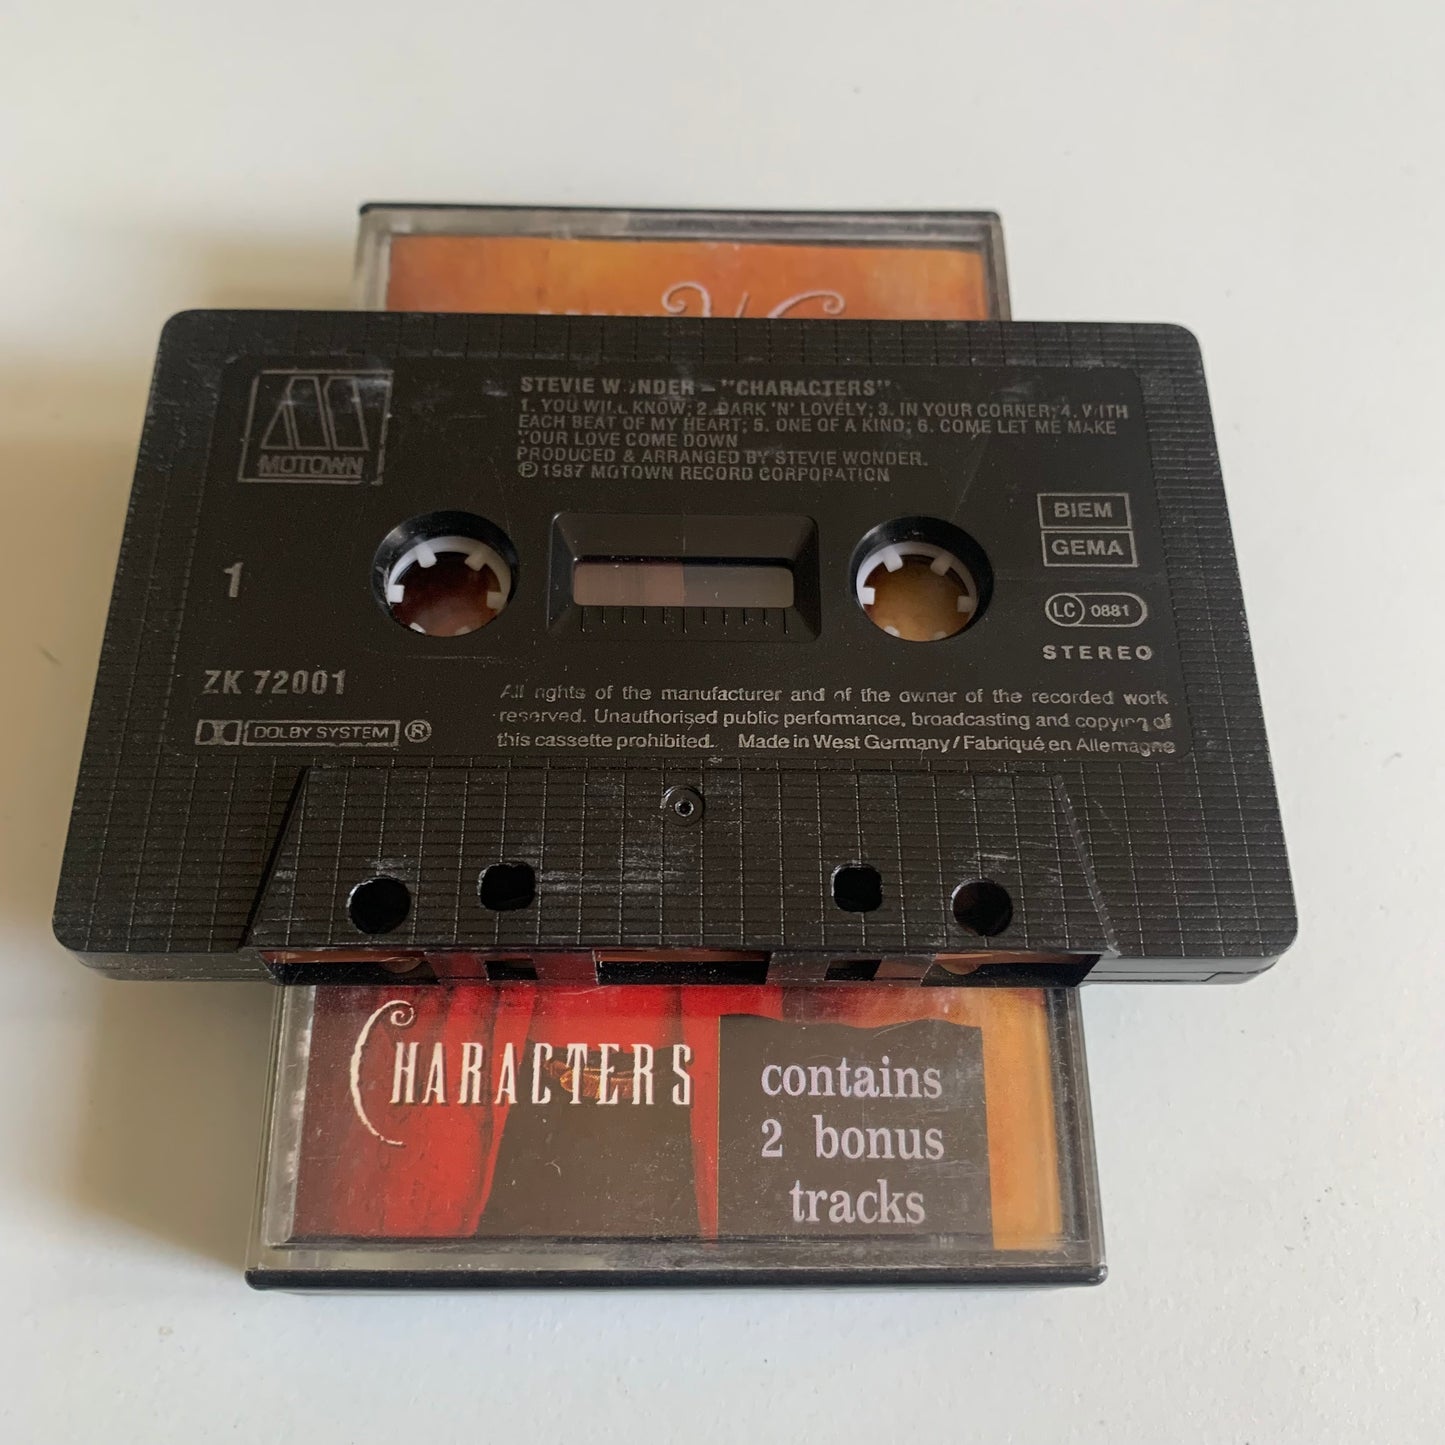 MOTOWN
STEVIE WONDER - "CHARACTERS"
1. YOU WILL KNOW; 2. DARK 'N' LOVELY; 3. IN YOUR CORNER; 4. WITH
EACH BEAT OF MY HEART; 5. ONE OF A KIND; 6. COME LET ME MAKE
YOUR LOVE COME DOWN
PRODUCED & ARRANGED BY STEVIE WONDER.
℗ 1987 MOTOWN RECORD CORPORATION
BIEM
GEMA
1
LC 0881
STEREO
ZK 72001
DOLBY SYSTEM ®
All rights of the manufacturer and of the owner of the recorded work
reserved. Unauthorised public performance, broadcasting and copying of
this cassette prohibited. Made in West Germany/Fabriqué en Allemagne
CHARACTERS
contains
2 bonus
tracks